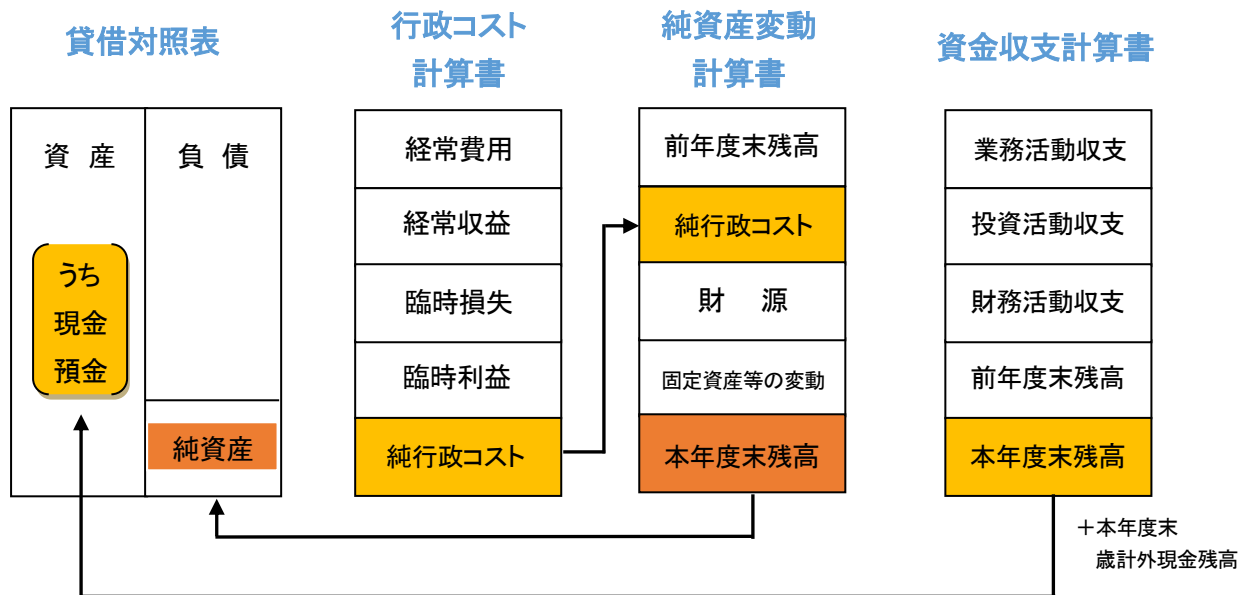 貸借対照表
資 産
負 債
うち
現金
預金
純資産
行政コスト
計算書
経常費用
経常収益
臨時損失
臨時利益
純行政コスト
純資産変動
計算書
前年度末残高
純行政コスト
財 源
固定資産等の変動
本年度末残高
資金収支計算書
業務活動収支
投資活動収支
財務活動収支
前年度末残高
本年度末残高
＋本年度末
歳計外現金残高